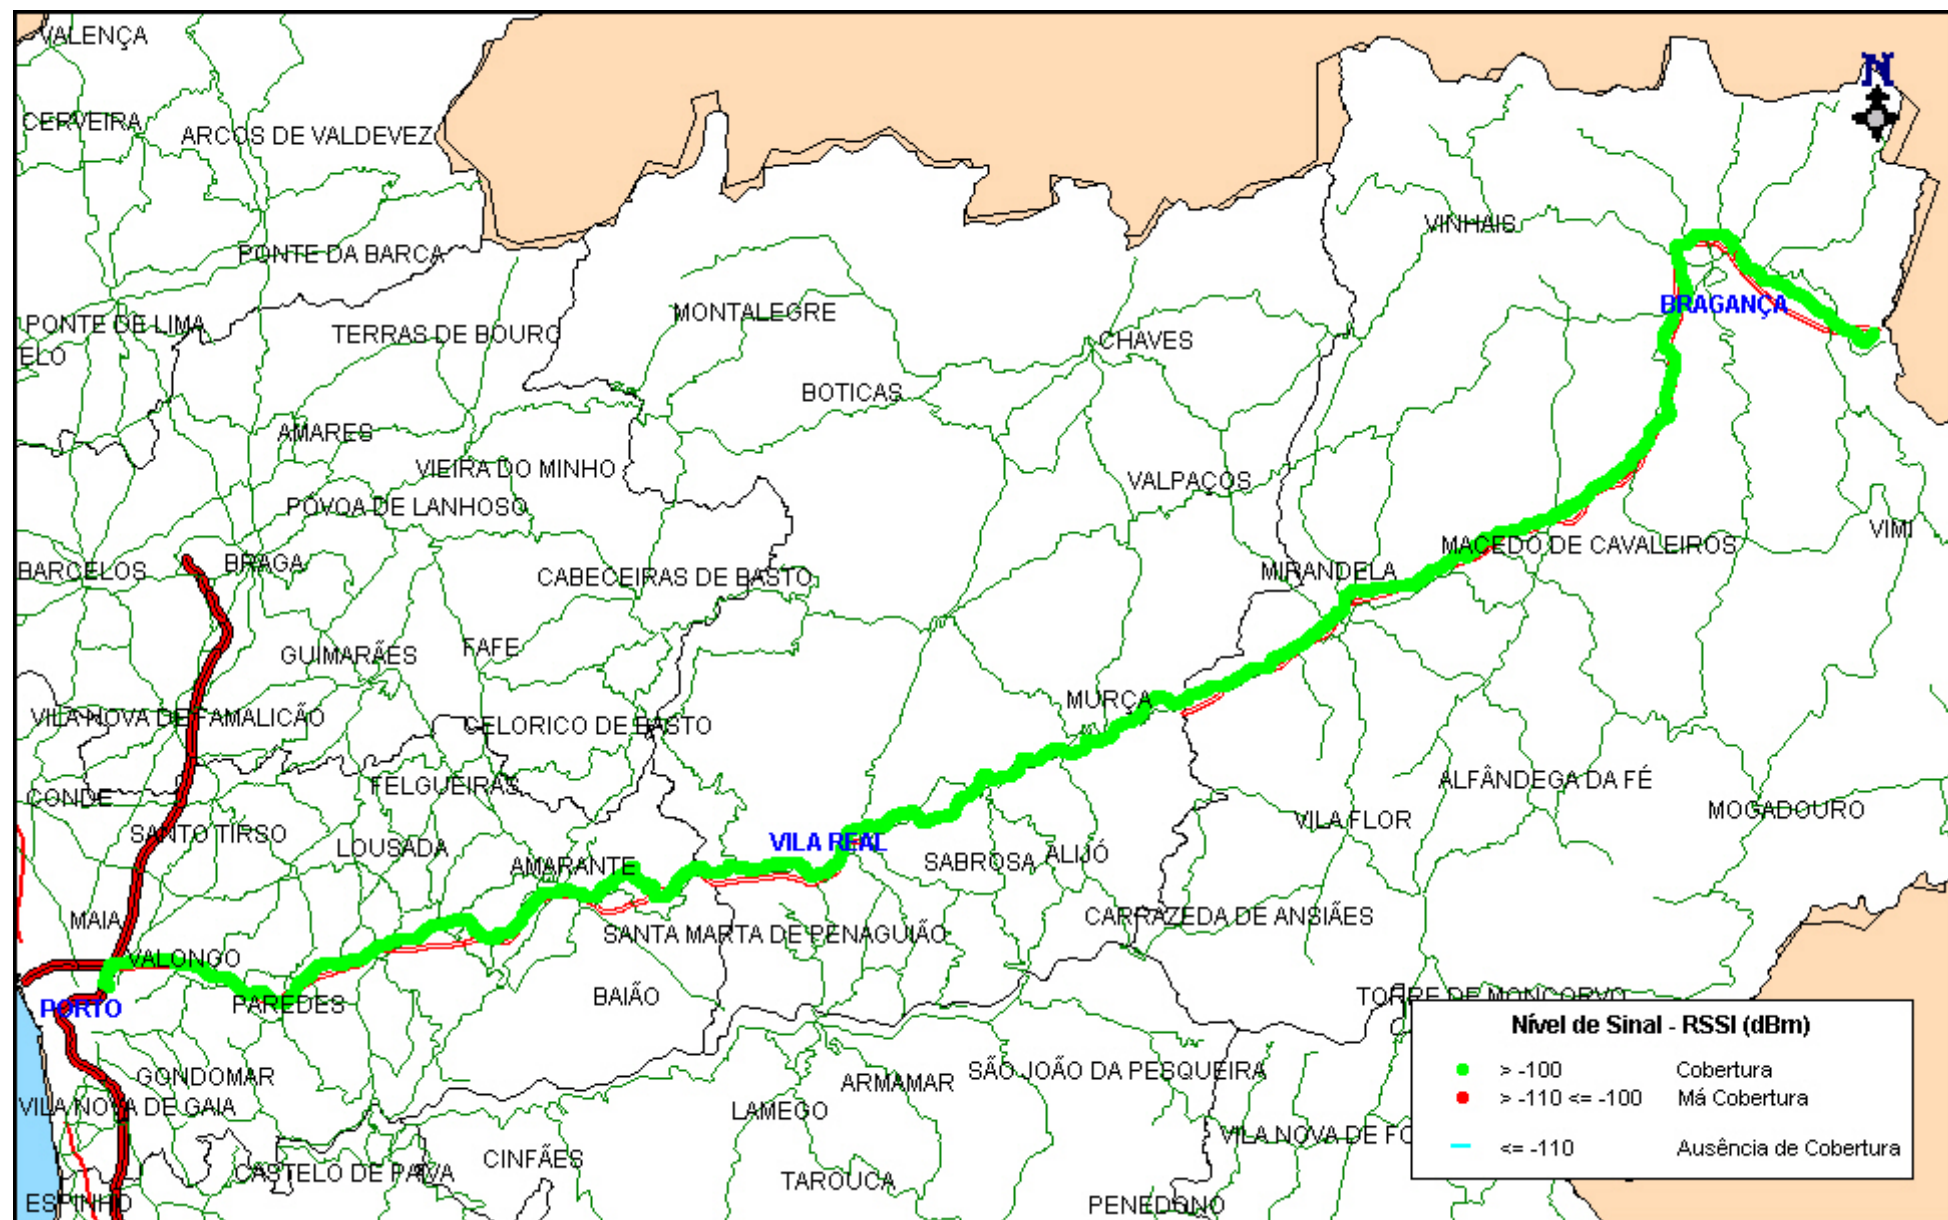 VALENÇA
N
CERVEIRA
ARCOS DE VALDEVEZ
VINHAIS
PONTE DA BARCA
BRAGANÇA
MONTALEGRE
PONTE DE LIMA
TERRAS DE BOURO
CHAVES
ELO
BOTICAS
AMARES
VIEIRA DO MINHO
VALPAÇOS
PÓVOA DE LANHOSO
VIMI
MACEDO DE CAVALEIROS
BRAGA
BARCELOS
CABECEIRAS DE BASTO
MIRANDELA
FAFE
GUIMARÃES
MURÇA
VILA NOVA DE FAMALICÃO
CELORICO DE BASTO
FELGUEIRAS
ALFÂNDEGA DA FÉ
CONDE
MOGADOURO
SANTO TIRSO
VILA FLOR
LOUSADA
VILA REAL
SABROSA
ALIJÓ
AMARANTE
MAIA
CARRAZEDA DE ANSIÃES
SANTA MARTA DE PENAGUIÃO
VALONGO
BAIÃO
TORRE DE MONCORVO
PAREDES
PORTO
Nível de Sinal - RSSI (dBm)
> -100 Cobertura
> -110 <= -100 Má Cobertura
<= -110 Ausência de Cobertura
SÃO JOÃO DA PESQUEIRA
GONDOMAR
ARMAMAR
VILA NOVA DE GAIA
LAMEGO
VILA NOVA DE FO
CINFÃES
CASTELO DE PAIVA
TAROUCA
ESPINHO
PENEDONO